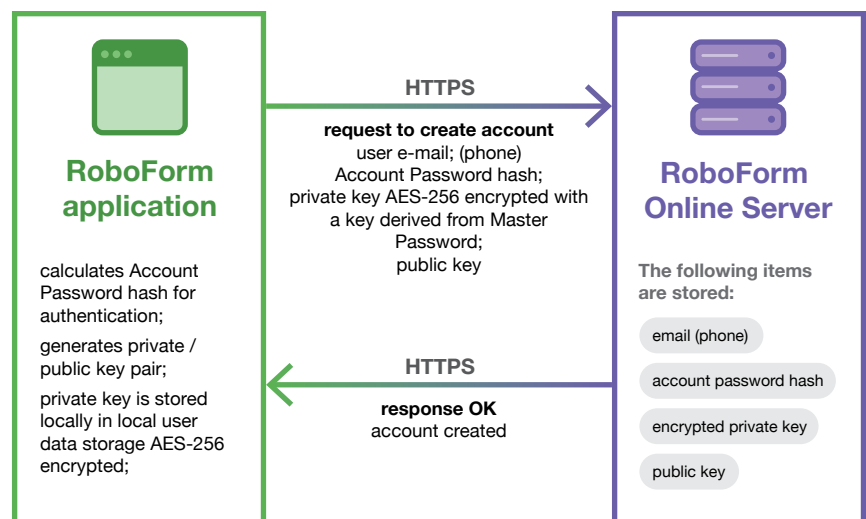 RoboForm
application
calculates Account
Password hash for
authentication;
generates private /
public key pair;
private key is stored
locally in local user
data storage AES-256
encrypted;
HTTPS
request to create account
user e-mail; (phone)
Account Password hash;
private key AES-256 encrypted with
a key derived from Master
Password;
public key
HTTPS
response OK
account created
RoboForm
Online Server
The following items
are stored:
email (phone)
account password hash
encrypted private key
public key